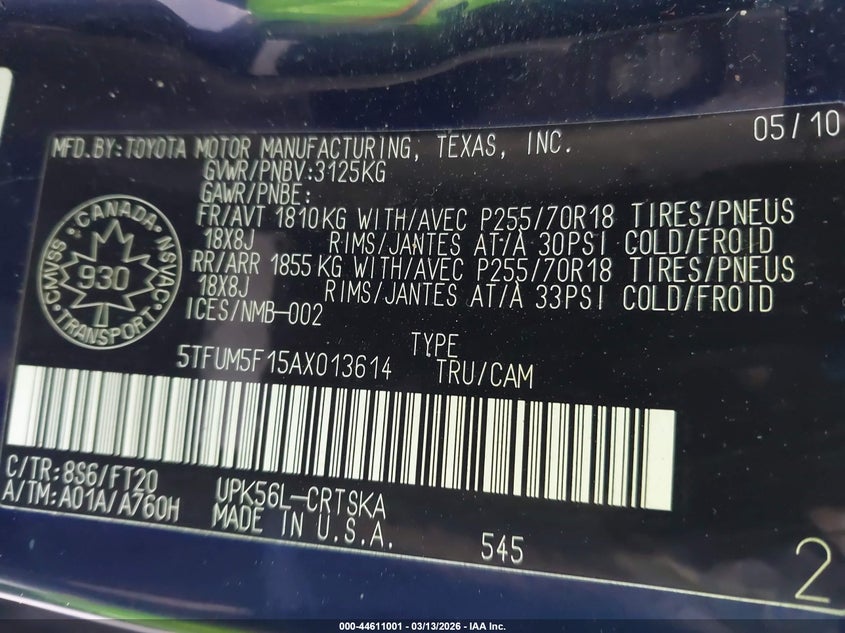 05/10
MFD.BY:TOYOTA MOTOR MANUFACTURING, TEXAS, INC.
GVWR/PNBV:3125KG
GAWR/PNBE:
FR/AVT 1810KG WITH/AVEC P255/70R18 TIRES/PNEUS
18X8J RIMS/JANTES AT/À 30PSI COLD/FROID
RR/ARR 1855KG WITH/AVEC P255/70R18 TIRES/PNEUS
18X8J RIMS/JANTES AT/À 33PSI COLD/FROID
ICES/NMB-002
CANADA
CMVSS NSVAC
930
TRANSPORT
TYPE
5TFUM5F15AX013614 TRU/CAM
C/TR:8S6/FT20 UPK56L-CRTSKA
A/TM:A01A/A760H MADE IN U.S.A. 545
2
000-44611001 - 03/13/2026 - IAA Inc.